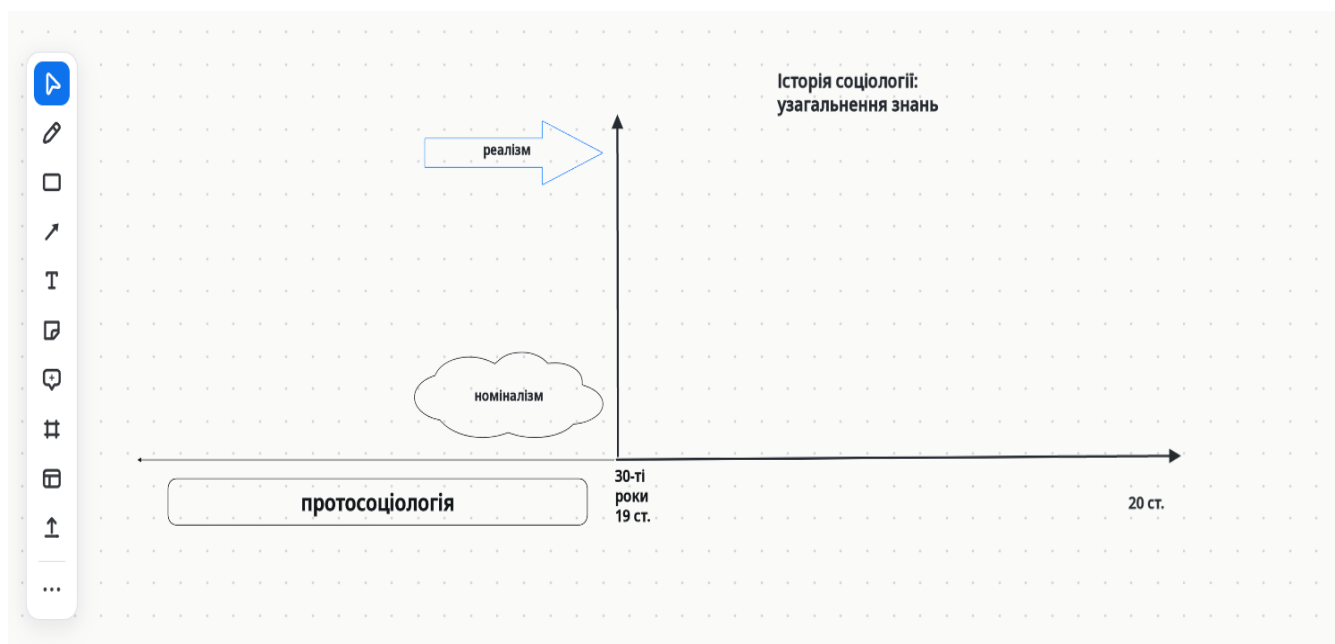 Історія соціології:
узагальнення знань
реалізм
номіналізм
30-ті
роки
19 ст.
протосоціологія
20 ст.